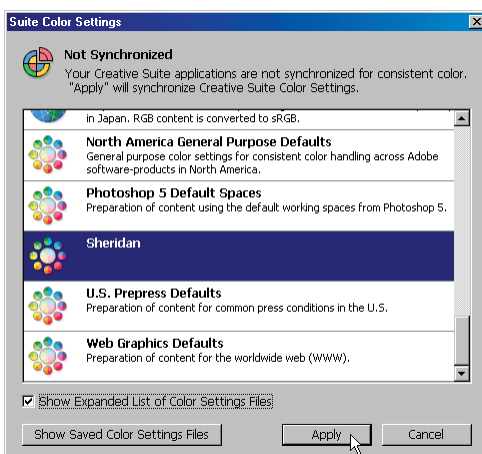 Suite Color Settings
Not Synchronized
Your Creative Suite applications are not synchronized for consistent color.
"Apply" will synchronize Creative Suite Color Settings.
in Japan. RGB content is converted to sRGB.
North America General Purpose Defaults
General purpose color settings for consistent color handling across Adobe
software-products in North America.
Photoshop 5 Default Spaces
Preparation of content using the default working spaces from Photoshop 5.
Sheridan
U.S. Prepress Defaults
Preparation of content for common press conditions in the U.S.
Web Graphics Defaults
Preparation of content for the worldwide web (WWW).
Show Expanded List of Color Settings Files
Show Saved Color Settings Files
Apply
Cancel